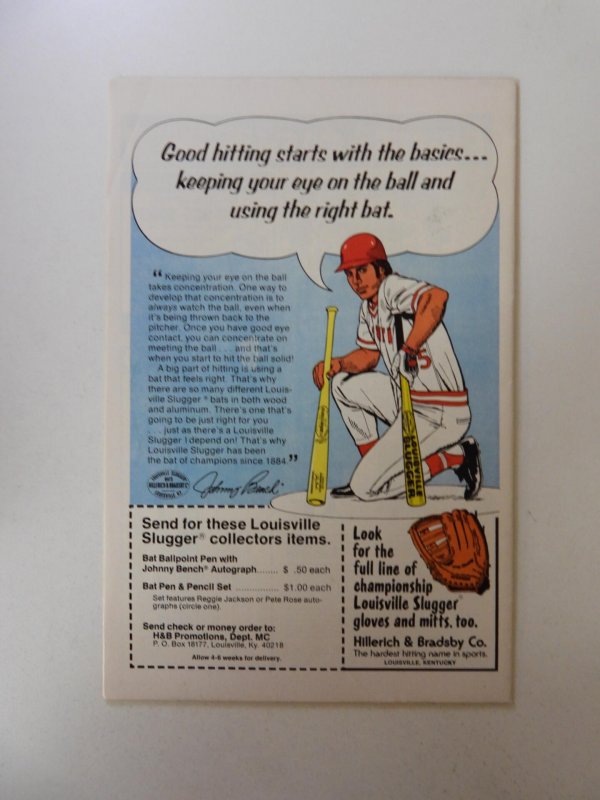 Good hitting starts with the basics...
keeping your eye on the ball and
using the right bat.
“Keeping your eye on the ball
takes concentration. One way to
develop that concentration is to
always watch the ball, even when
it's being thrown back to the
pitcher. Once you have good eye
contact, you can concentrate on
meeting the ball . . . and that's
when you start to hit the ball solid!
A big part of hitting is using a
bat that feels right. That's why
there are so many different Louis-
ville Slugger® bats in both wood
and aluminum. There's one that's
going to be just right for you
. . . just as there's a Louisville
Slugger I depend on! That's why
Louisville Slugger has been
the bat of champions since 1884.”
HILLERICH & BRADSBY Co
Johnny Bench
5
LOUISVILLE
SLUGGER
Send for these Louisville
Slugger® collectors items.
Bat Ballpoint Pen with
Johnny Bench® Autograph........ $ .50 each
Bat Pen & Pencil Set ................ $1.00 each
Set features Reggie Jackson or Pete Rose auto-
graphs (circle one).
Send check or money order to:
H&B Promotions, Dept. MC
P. O. Box 18177, Louisville, Ky. 40218
Allow 4-6 weeks for delivery.
Look
for the
full line of
championship
Louisville Slugger®
gloves and mitts, too.
Hillerich & Bradsby Co.
The hardest hitting name in sports.
LOUISVILLE, KENTUCKY